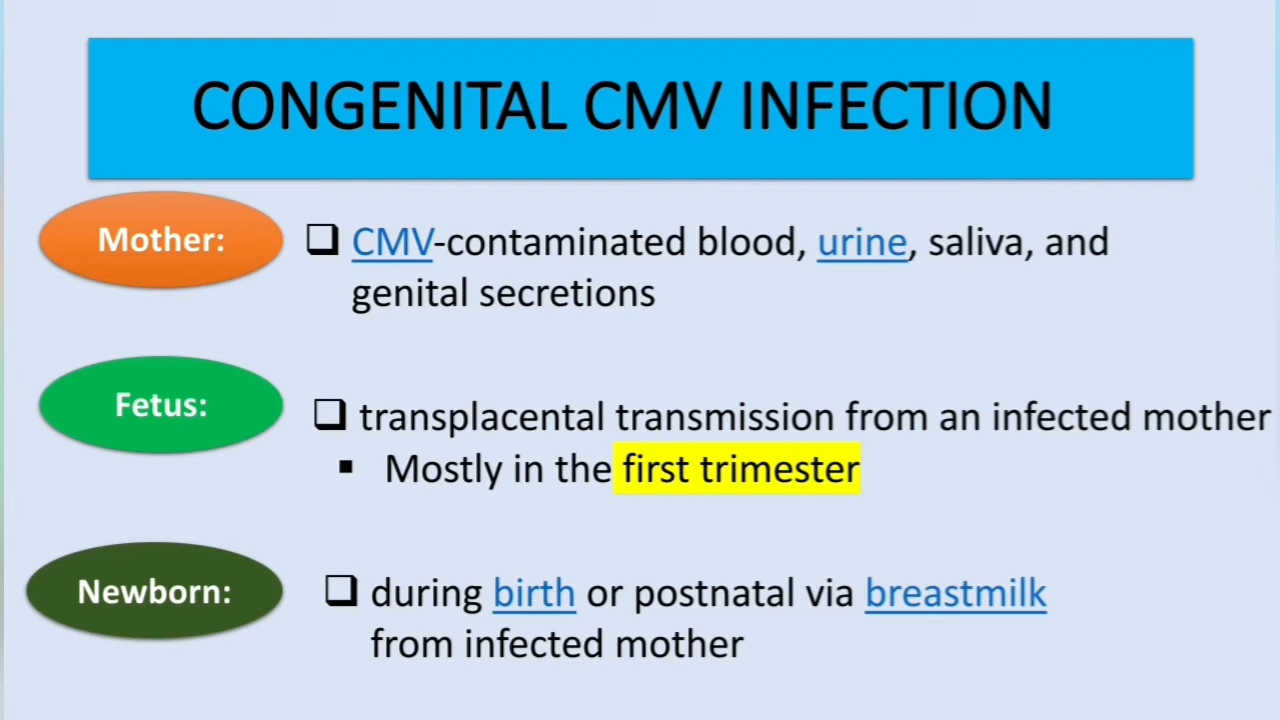 CONGENITAL CMV INFECTION
Mother:
❑ CMV-contaminated blood, urine, saliva, and
genital secretions
Fetus:
❑ transplacental transmission from an infected mother
▪ Mostly in the first trimester
Newborn:
❑ during birth or postnatal via breastmilk
from infected mother